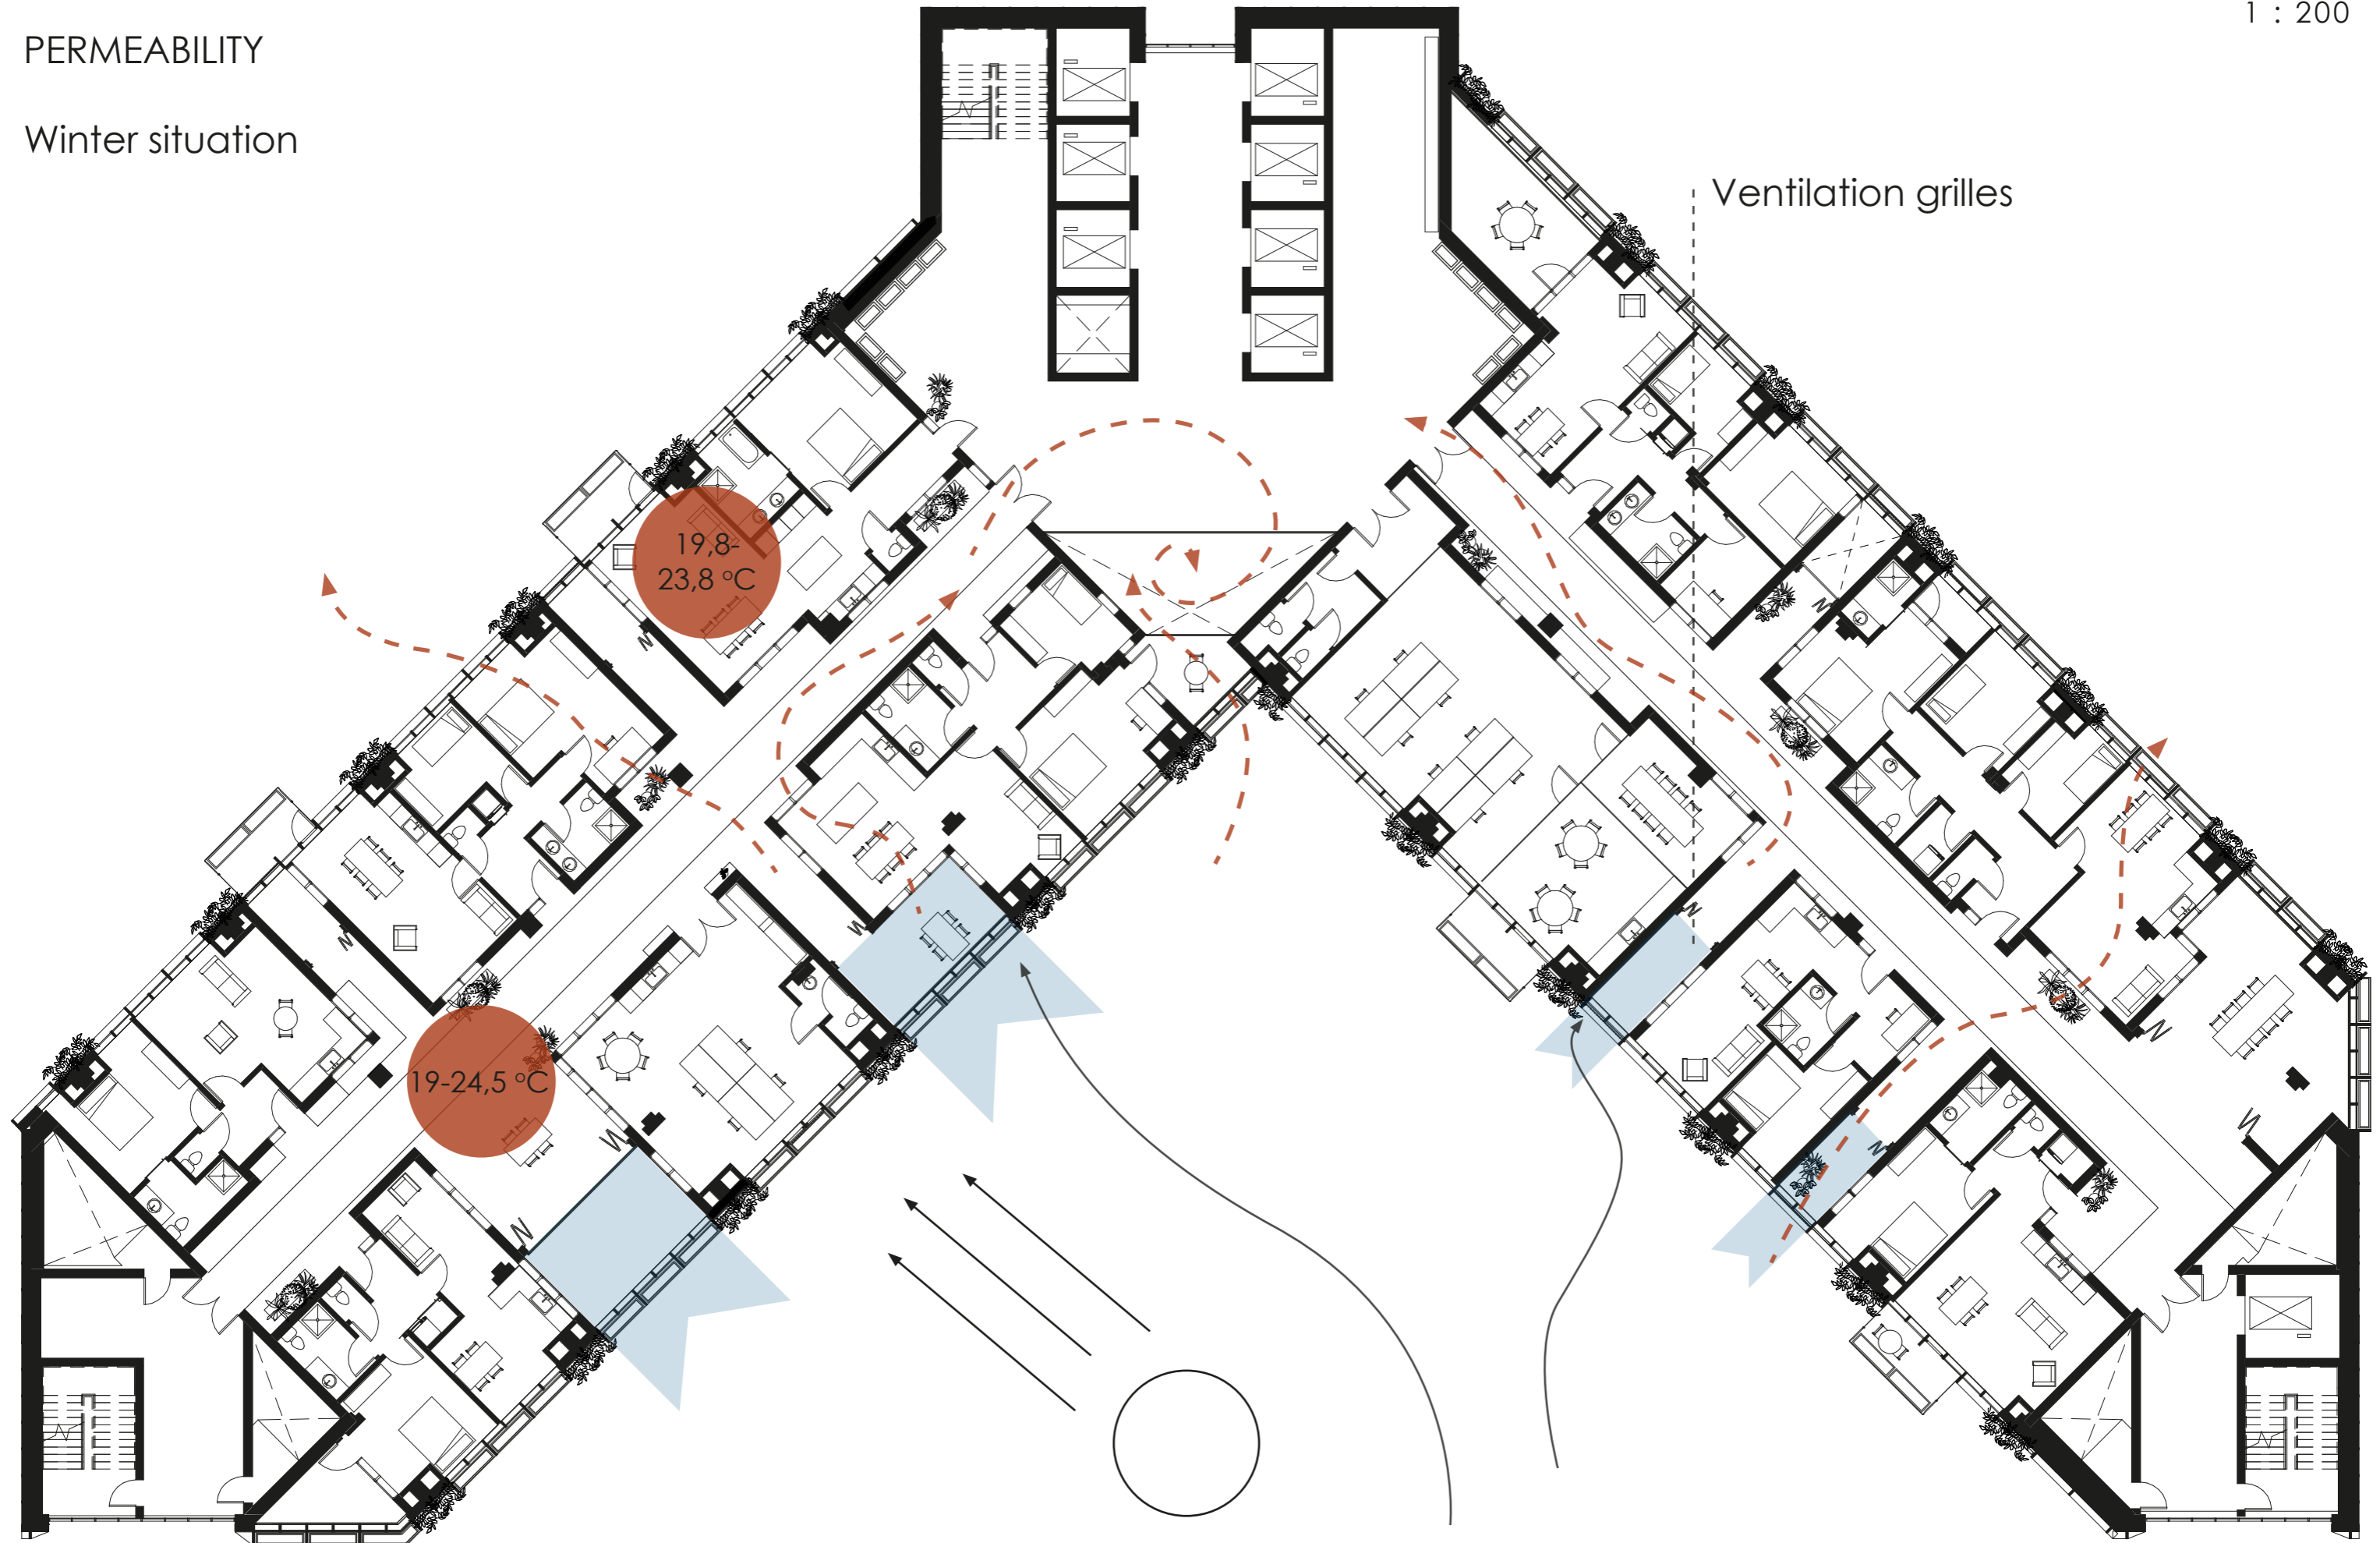 1 : 200
PERMEABILITY
Winter situation
Ventilation grilles
19,8-
23,8 °C
19-24,5 °C